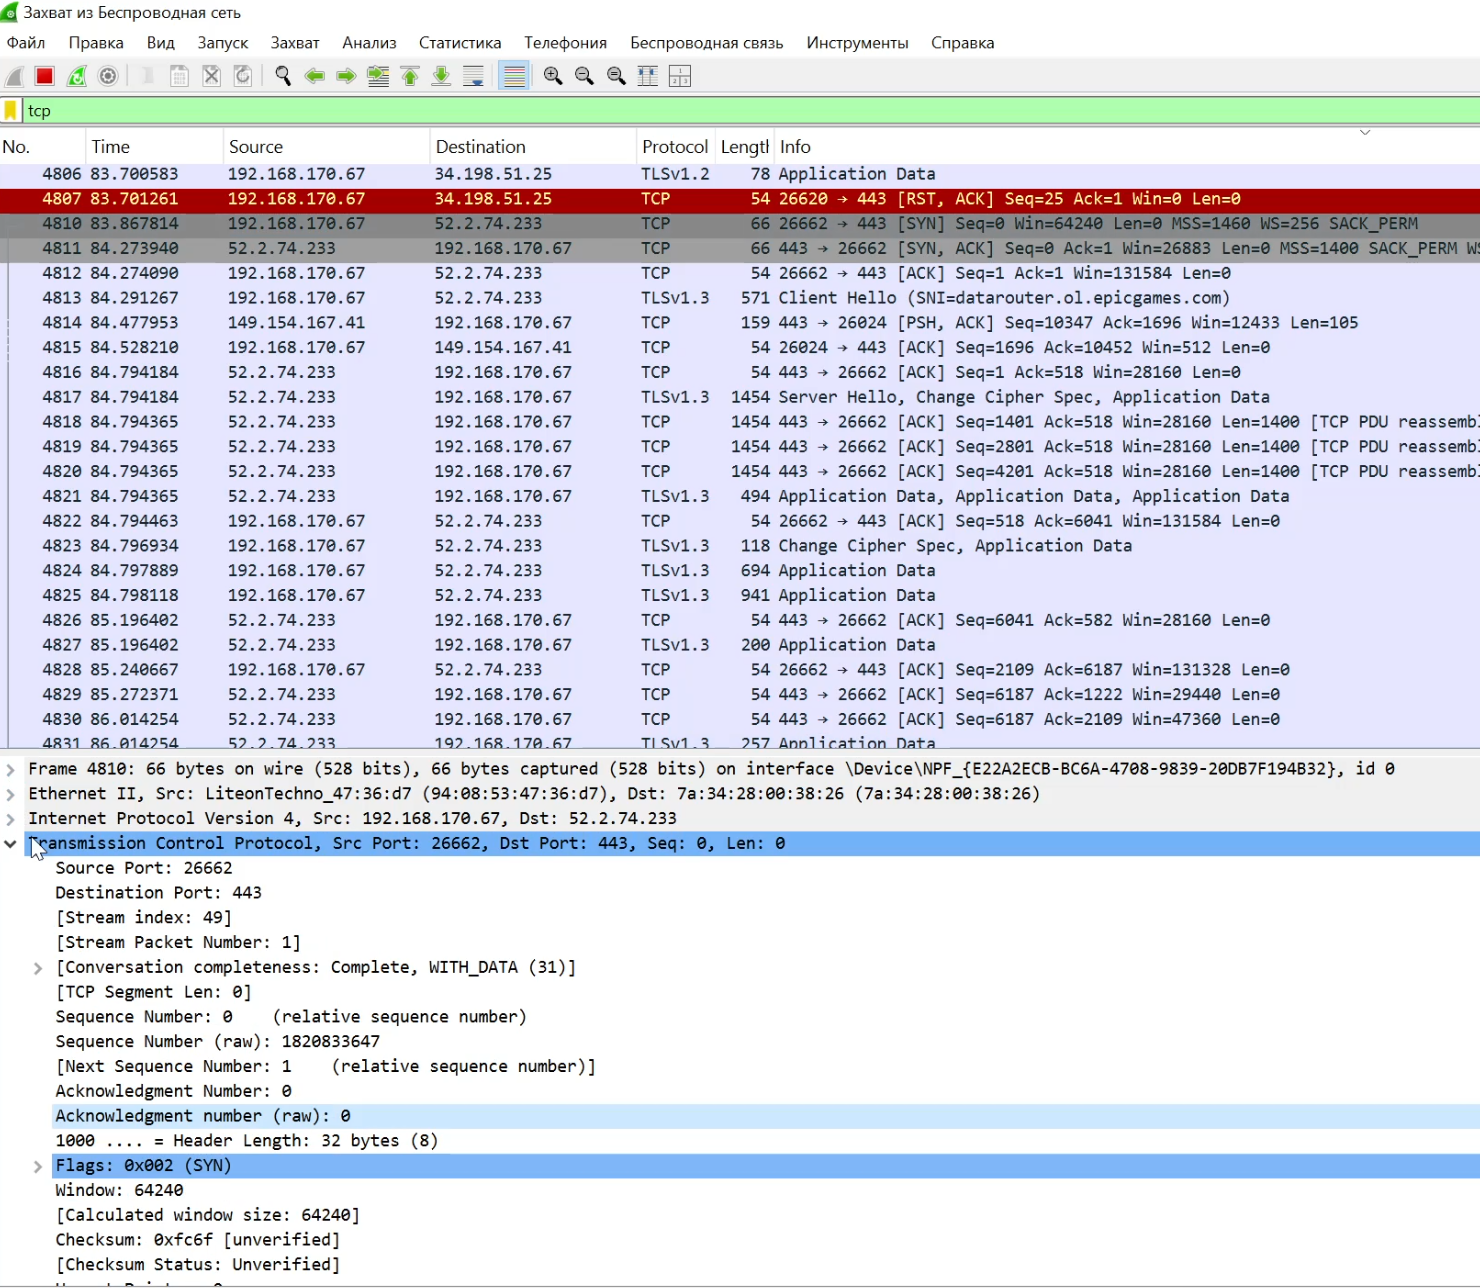 Захват из Беспроводная сеть
Файл Правка Вид Запуск Захват Анализ Статистика Телефония Беспроводная связь Инструменты Справка
tcp
No. Time Source Destination Protocol Lengtl Info
4806 83.700583 192.168.170.67 34.198.51.25 TLSv1.2 78 Application Data
4807 83.701261 192.168.170.67 34.198.51.25 TCP 54 26620 → 443 [RST, ACK] Seq=25 Ack=1 Win=0 Len=0
4810 83.867814 192.168.170.67 52.2.74.233 TCP 66 26662 → 443 [SYN] Seq=0 Win=64240 Len=0 MSS=1460 WS=256 SACK_PERM
4811 84.273940 52.2.74.233 192.168.170.67 TCP 66 443 → 26662 [SYN, ACK] Seq=0 Ack=1 Win=26883 Len=0 MSS=1400 SACK_PERM WS
4812 84.274090 192.168.170.67 52.2.74.233 TCP 54 26662 → 443 [ACK] Seq=1 Ack=1 Win=131584 Len=0
4813 84.291267 192.168.170.67 52.2.74.233 TLSv1.3 571 Client Hello (SNI=datarouter.ol.epicgames.com)
4814 84.477953 149.154.167.41 192.168.170.67 TCP 159 443 → 26024 [PSH, ACK] Seq=10347 Ack=1696 Win=12433 Len=105
4815 84.528210 192.168.170.67 149.154.167.41 TCP 54 26024 → 443 [ACK] Seq=1696 Ack=10452 Win=512 Len=0
4816 84.794184 52.2.74.233 192.168.170.67 TCP 54 443 → 26662 [ACK] Seq=1 Ack=518 Win=28160 Len=0
4817 84.794184 52.2.74.233 192.168.170.67 TLSv1.3 1454 Server Hello, Change Cipher Spec, Application Data
4818 84.794365 52.2.74.233 192.168.170.67 TCP 1454 443 → 26662 [ACK] Seq=1401 Ack=518 Win=28160 Len=1400 [TCP PDU reassembl
4819 84.794365 52.2.74.233 192.168.170.67 TCP 1454 443 → 26662 [ACK] Seq=2801 Ack=518 Win=28160 Len=1400 [TCP PDU reassembl
4820 84.794365 52.2.74.233 192.168.170.67 TCP 1454 443 → 26662 [ACK] Seq=4201 Ack=518 Win=28160 Len=1400 [TCP PDU reassembl
4821 84.794365 52.2.74.233 192.168.170.67 TLSv1.3 494 Application Data, Application Data, Application Data
4822 84.794463 192.168.170.67 52.2.74.233 TCP 54 26662 → 443 [ACK] Seq=518 Ack=6041 Win=131584 Len=0
4823 84.796934 192.168.170.67 52.2.74.233 TLSv1.3 118 Change Cipher Spec, Application Data
4824 84.797889 192.168.170.67 52.2.74.233 TLSv1.3 694 Application Data
4825 84.798118 192.168.170.67 52.2.74.233 TLSv1.3 941 Application Data
4826 85.196402 52.2.74.233 192.168.170.67 TCP 54 443 → 26662 [ACK] Seq=6041 Ack=582 Win=28160 Len=0
4827 85.196402 52.2.74.233 192.168.170.67 TLSv1.3 200 Application Data
4828 85.240667 192.168.170.67 52.2.74.233 TCP 54 26662 → 443 [ACK] Seq=2109 Ack=6187 Win=131328 Len=0
4829 85.272371 52.2.74.233 192.168.170.67 TCP 54 443 → 26662 [ACK] Seq=6187 Ack=1222 Win=29440 Len=0
4830 86.014254 52.2.74.233 192.168.170.67 TCP 54 443 → 26662 [ACK] Seq=6187 Ack=2109 Win=47360 Len=0
4831 86.014254 52.2.74.233 192.168.170.67 TLSv1.3 257 Application Data
Frame 4810: 66 bytes on wire (528 bits), 66 bytes captured (528 bits) on interface \Device\NPF_{E22A2ECB-BC6A-4708-9839-20DB7F194B32}, id 0
Ethernet II, Src: LiteonTechno_47:36:d7 (94:08:53:47:36:d7), Dst: 7a:34:28:00:38:26 (7a:34:28:00:38:26)
Internet Protocol Version 4, Src: 192.168.170.67, Dst: 52.2.74.233
Transmission Control Protocol, Src Port: 26662, Dst Port: 443, Seq: 0, Len: 0
Source Port: 26662
Destination Port: 443
[Stream index: 49]
[Stream Packet Number: 1]
[Conversation completeness: Complete, WITH_DATA (31)]
[TCP Segment Len: 0]
Sequence Number: 0 (relative sequence number)
Sequence Number (raw): 1820833647
[Next Sequence Number: 1 (relative sequence number)]
Acknowledgment Number: 0
Acknowledgment number (raw): 0
1000 .... = Header Length: 32 bytes (8)
Flags: 0x002 (SYN)
Window: 64240
[Calculated window size: 64240]
Checksum: 0xfc6f [unverified]
[Checksum Status: Unverified]